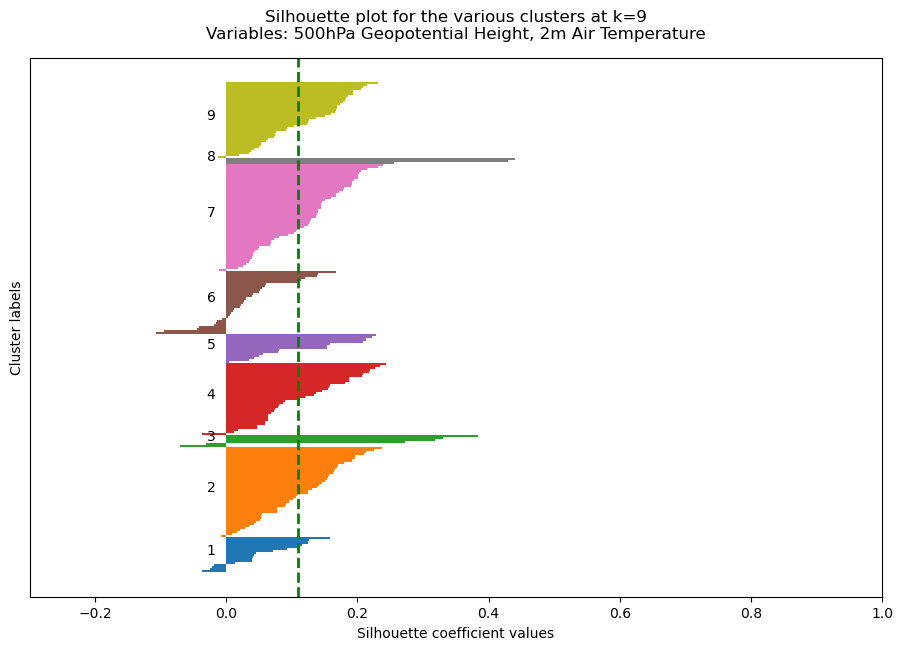 Silhouette plot for the various clusters at k=9
Variables: 500hPa Geopotential Height, 2m Air Temperature
Cluster labels
9
8
7
6
5
4
3
2
1
−0.2 0.0 0.2 0.4 0.6 0.8 1.0
Silhouette coefficient values